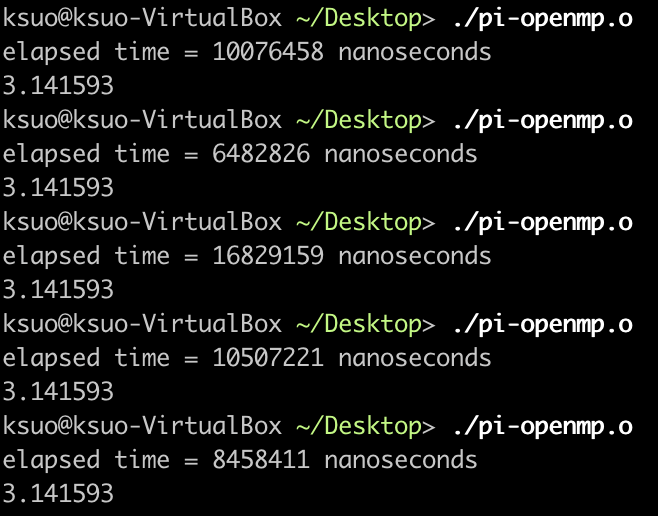 ksuo@ksuo-VirtualBox ~/Desktop> ./pi-openmp.o
elapsed time = 10076458 nanoseconds
3.141593
ksuo@ksuo-VirtualBox ~/Desktop> ./pi-openmp.o
elapsed time = 6482826 nanoseconds
3.141593
ksuo@ksuo-VirtualBox ~/Desktop> ./pi-openmp.o
elapsed time = 16829159 nanoseconds
3.141593
ksuo@ksuo-VirtualBox ~/Desktop> ./pi-openmp.o
elapsed time = 10507221 nanoseconds
3.141593
ksuo@ksuo-VirtualBox ~/Desktop> ./pi-openmp.o
elapsed time = 8458411 nanoseconds
3.141593